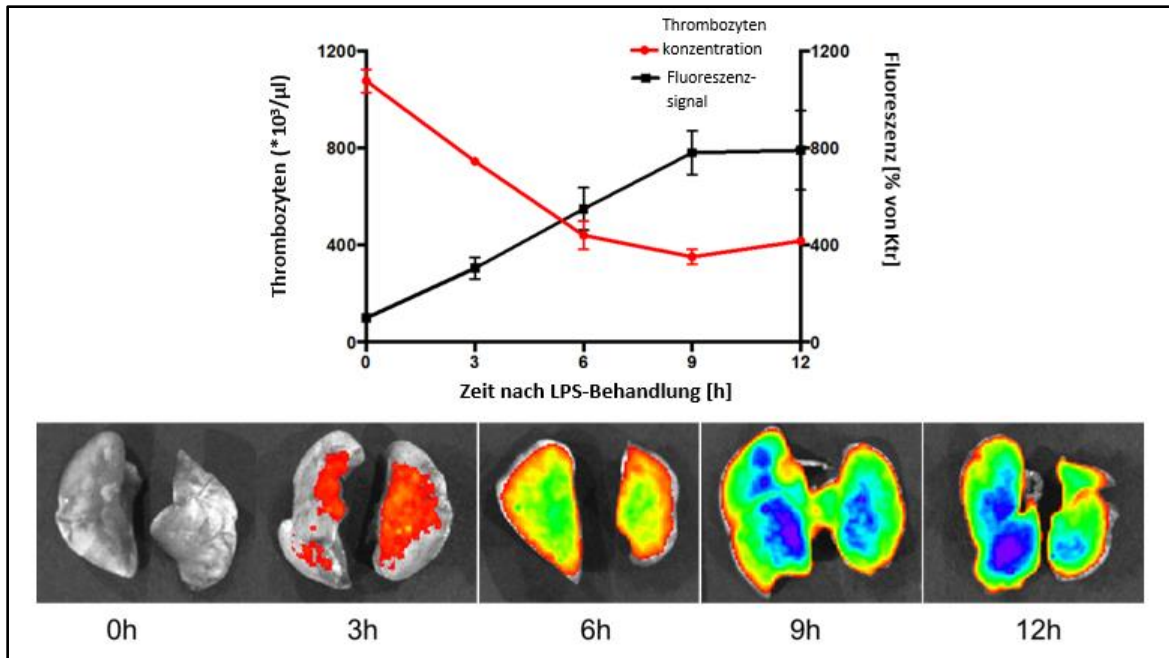 Thrombozyten
konzentration
Fluoreszenz-
signal
Thrombozyten (*10³/µl)
1200
800
400
0
1200
800
400
0
Fluoreszenz [% von Ktr]
0 3 6 9 12
Zeit nach LPS-Behandlung [h]
0h 3h 6h 9h 12h